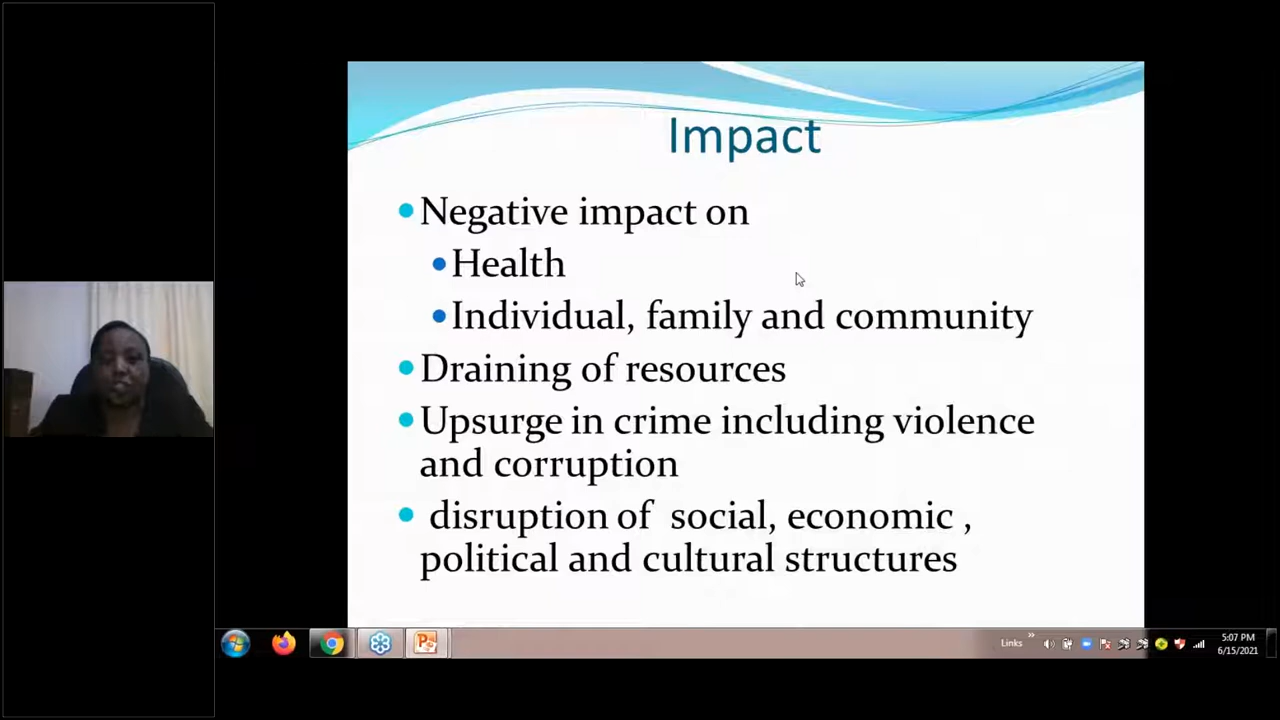 Impact
Negative impact on
Health
Individual, family and community
Draining of resources
Upsurge in crime including violence
and corruption
disruption of  social, economic ,
political and cultural structures
Links
5:07 PM
6/15/2021